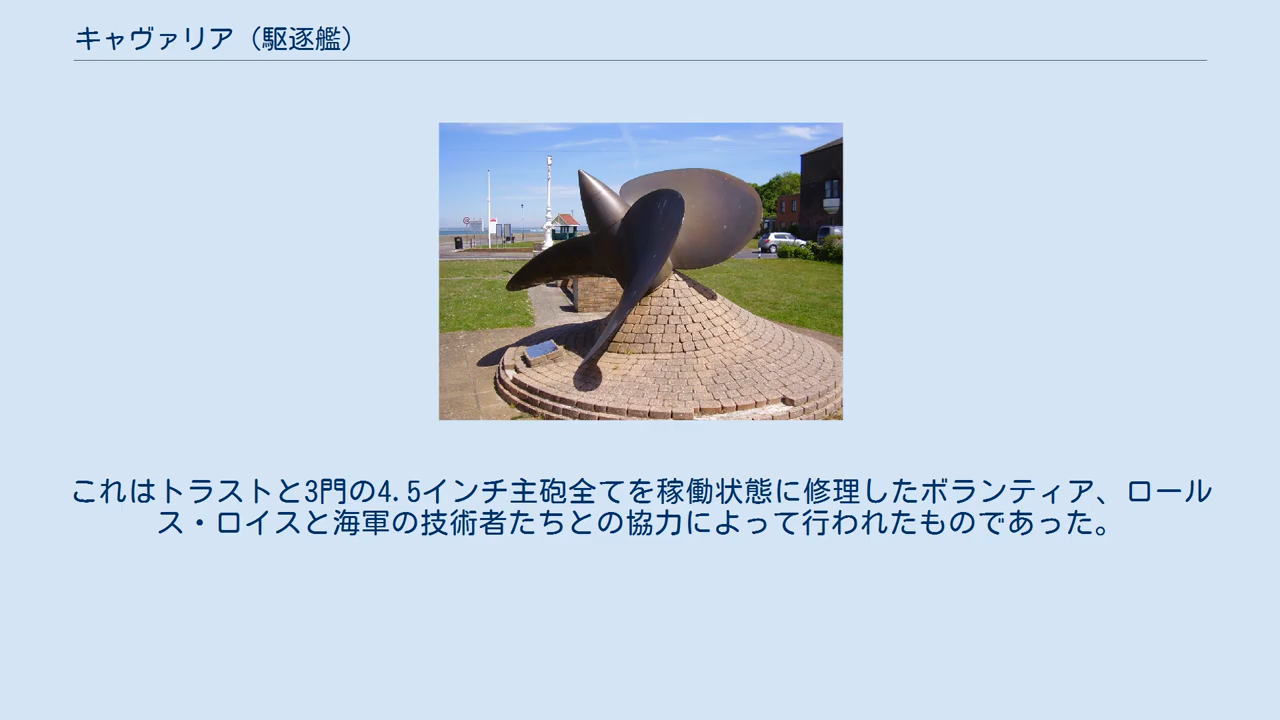 キャヴァリア（駆逐艦）
これはトラストと3門の4.5インチ主砲全てを稼働状態に修理したボランティア、ロール
ス・ロイスと海軍の技術者たちとの協力によって行われたものであった。